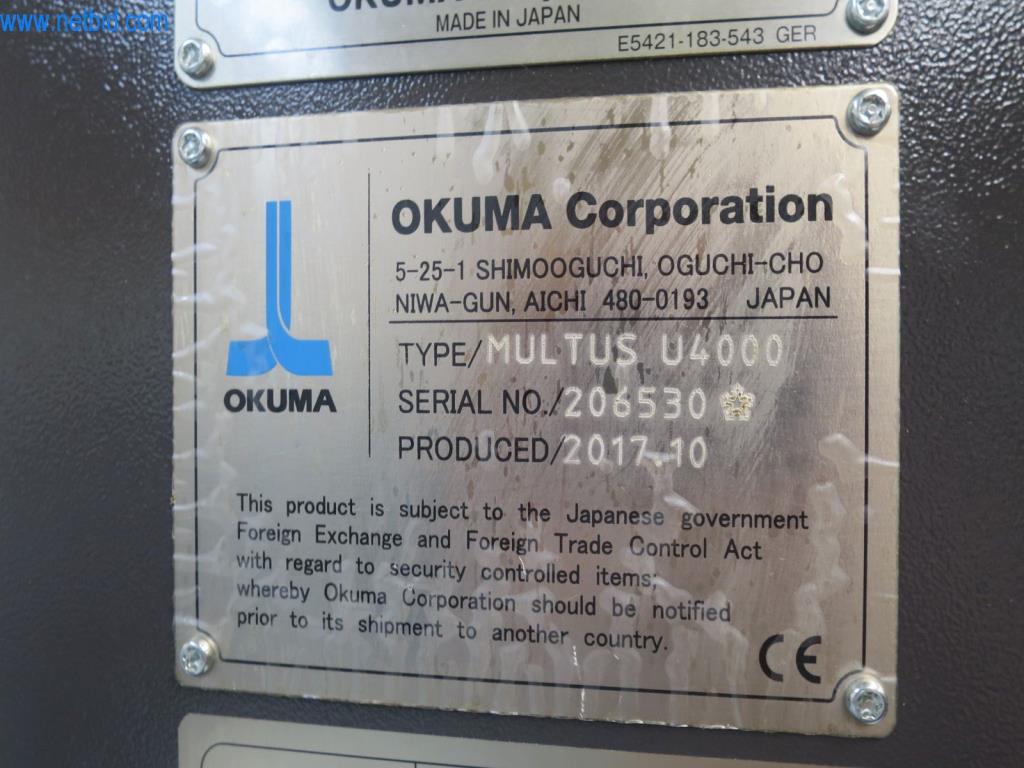 www.netbid.com
OKUMA
MADE IN JAPAN
E5421-183-543 GER
OKUMA Corporation
5-25-1 SHIMOOGUCHI, OGUCHI-CHO
NIWA-GUN, AICHI 480-0193 JAPAN
TYPE/MULTUS U4000
SERIAL NO./206530
PRODUCED/2017.10
OKUMA
This product is subject to the Japanese government
Foreign Exchange and Foreign Trade Control Act
with regard to security controlled items;
whereby Okuma Corporation should be notified
prior to its shipment to another country.
CE